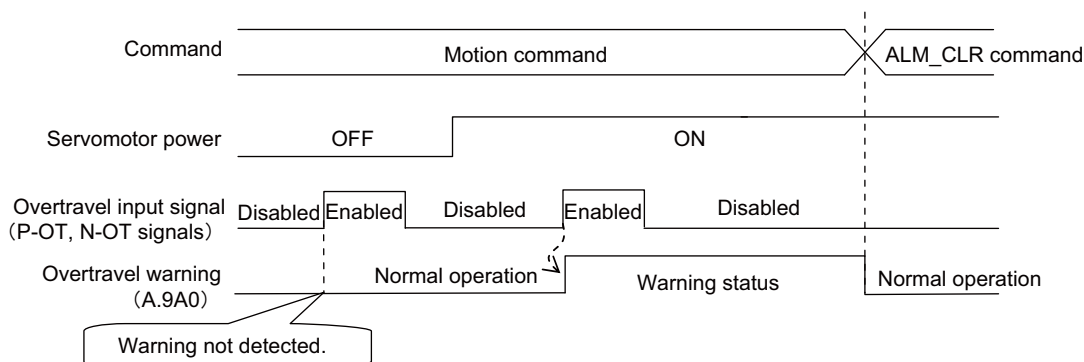 Command
Motion command
ALM_CLR command
Servomotor power
OFF
ON
Overtravel input signal
（P-OT, N-OT signals）
Disabled
Enabled
Disabled
Enabled
Disabled
Overtravel warning
（A.9A0）
Normal operation
Warning status
Normal operation
Warning not detected.